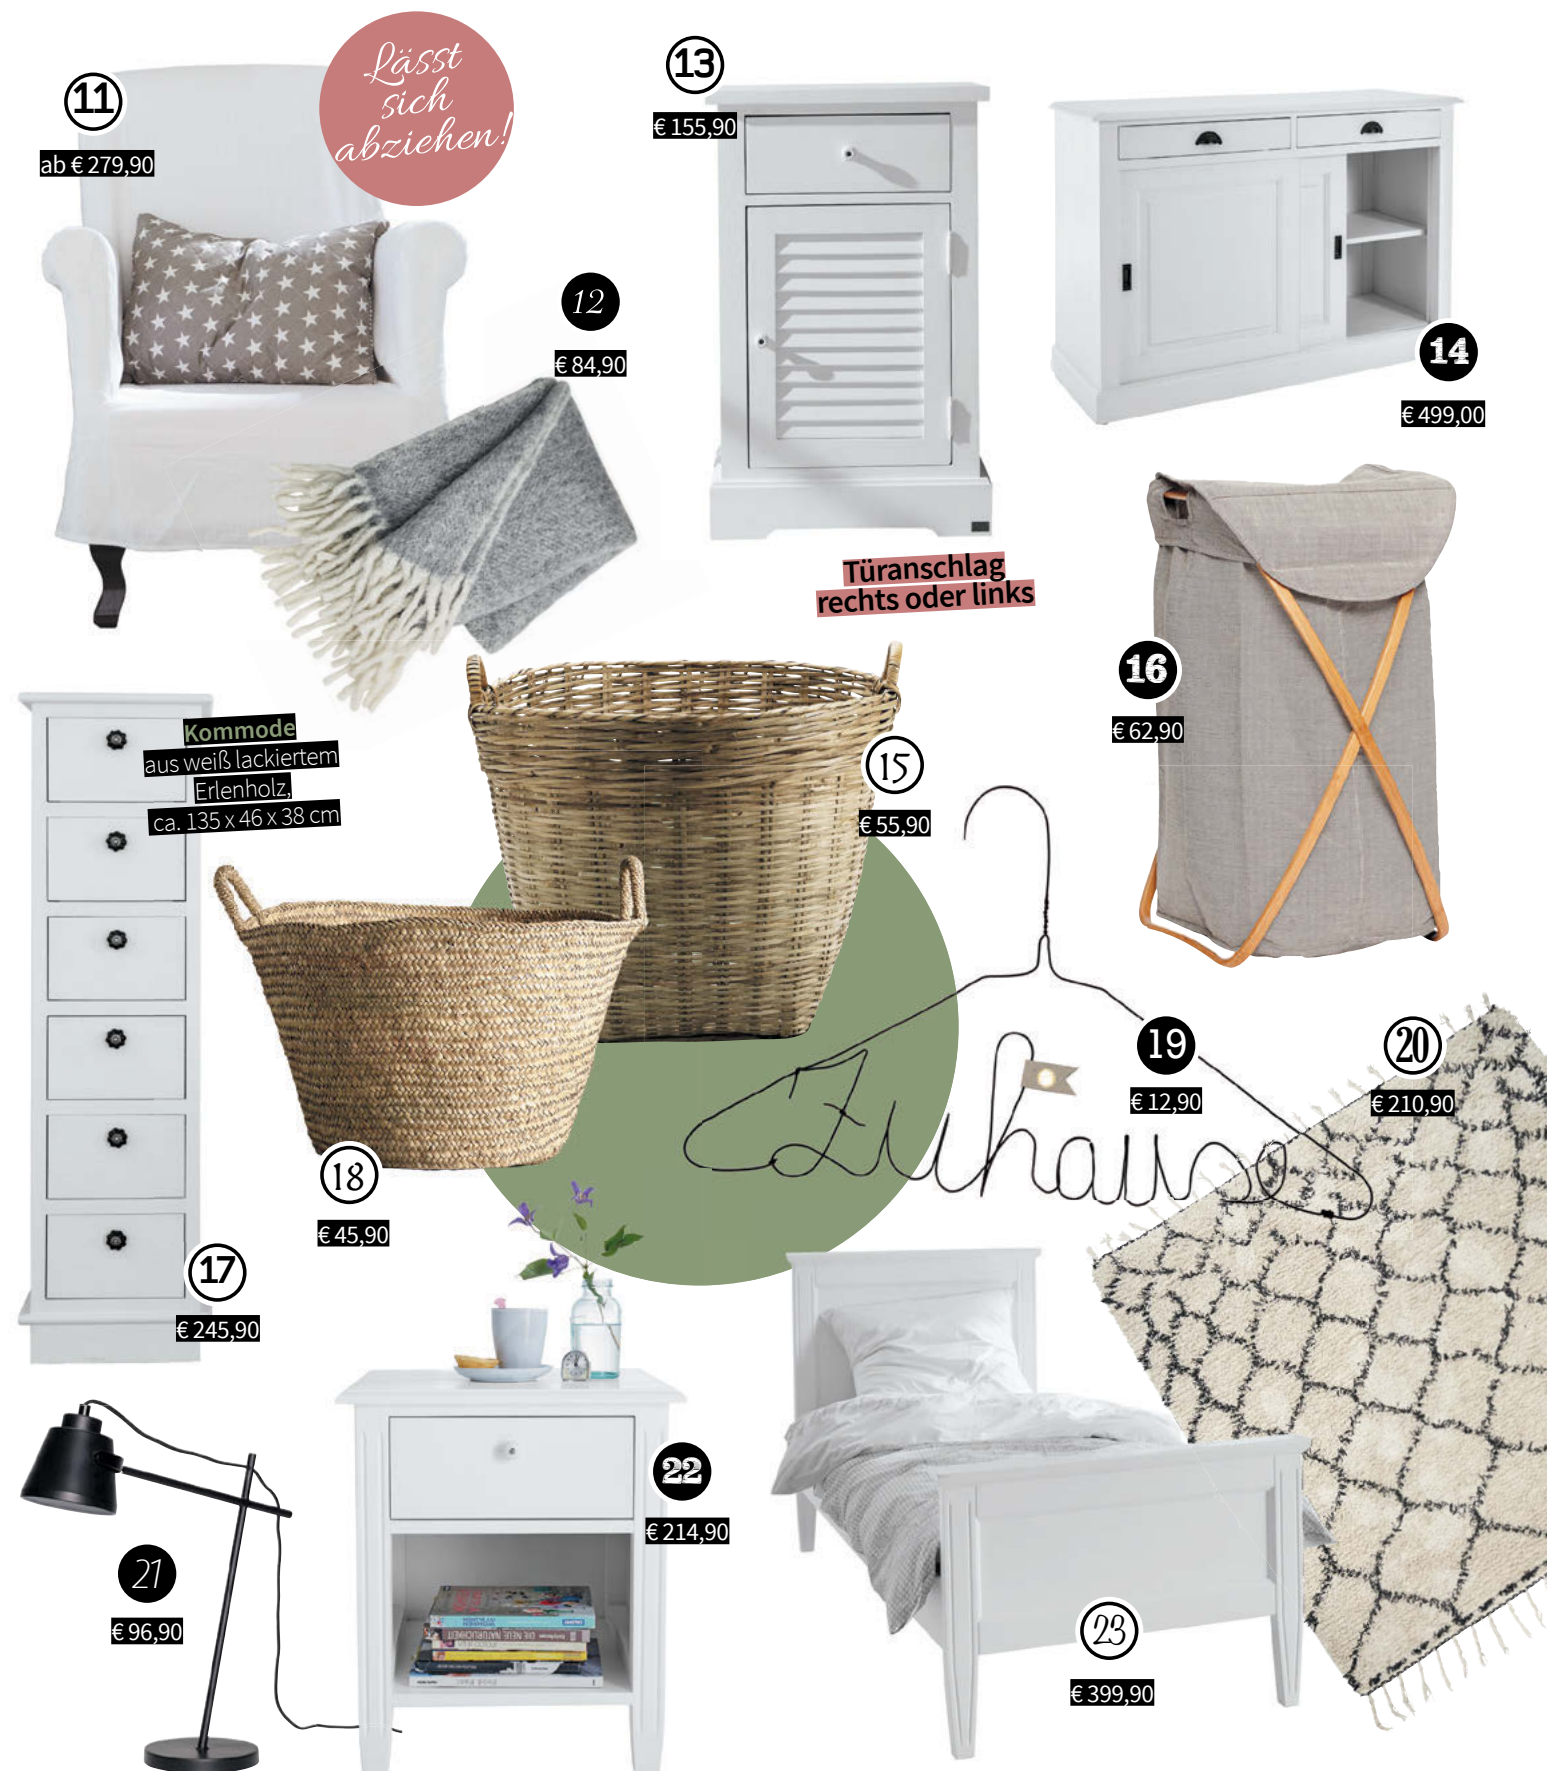 11
ab € 279,90
Lässt
sich
abziehen!
12
€ 84,90
13
€ 155,90
Türanschlag
rechts oder links
14
€ 499,00
15
€ 55,90
16
€ 62,90
Kommode
aus weiß lackiertem
Erlenholz,
ca. 135 x 46 x 38 cm
17
€ 245,90
18
€ 45,90
Zuhause
19
€ 12,90
20
€ 210,90
21
€ 96,90
22
€ 214,90
DIE NEUE NATÜRLICHKEIT
23
€ 399,90